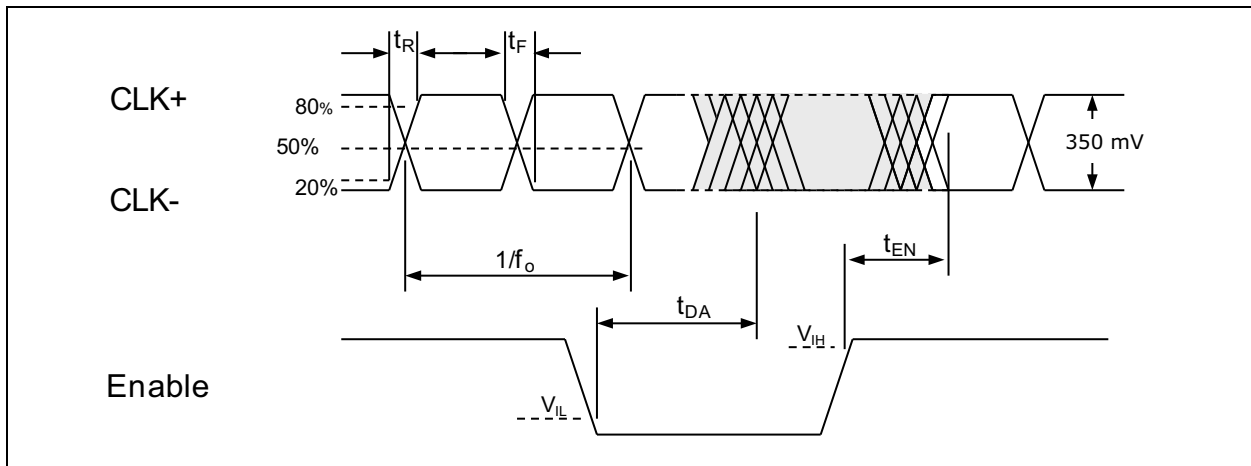 tR
tF
CLK+
80%
50%
350 mV
20%
CLK-
tEN
1/fo
tDA
VIH
Enable
VIL